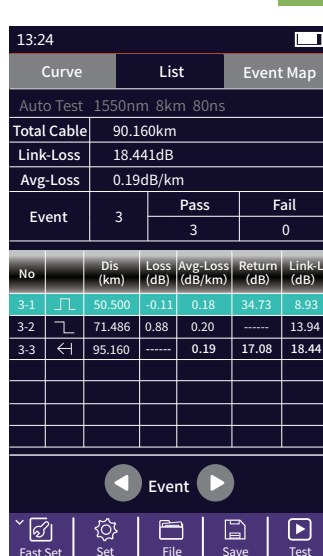 13:24
Curve List Event Map
Auto Test 1550nm 8km 80ns
Total Cable 90.160km
Link-Loss 18.441dB
Avg-Loss 0.19dB/km
Event 3 Pass Fail
3 0
No Dis (km) Loss (dB) Avg-Loss (dB/km) Return (dB) Link-L (dB)
3-1 50.500 -0.11 0.18 34.73 8.93
3-2 71.486 0.88 0.20 ------ 13.94
3-3 95.160 ------ 0.19 17.08 18.44
Event
Fast Set Set File Save Test